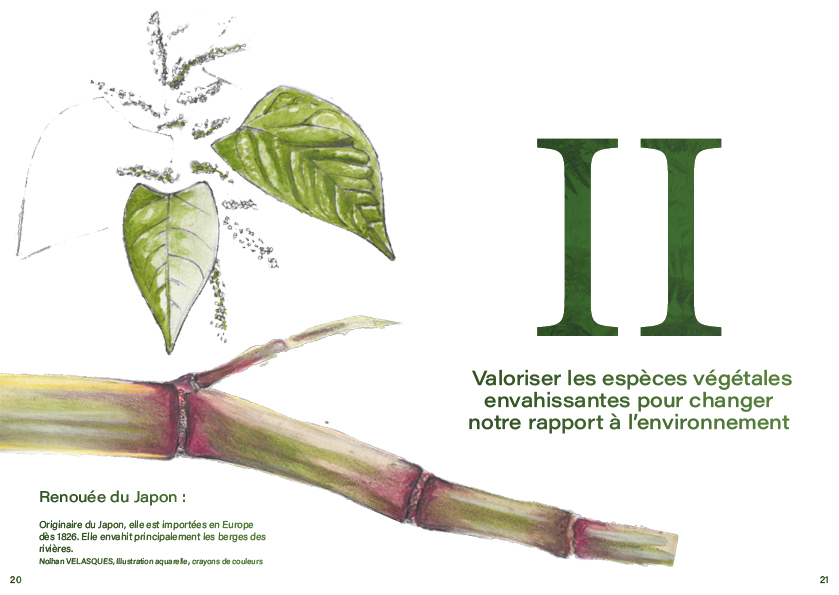 II
Valoriser les espèces végétales
envahissantes pour changer
notre rapport à l'environnement
Renouée du Japon :
Originaire du Japon, elle est importées en Europe
dès 1826. Elle envahit principalement les berges des
rivières.
Nolhan VELASQUES, Illustration aquarelle, crayons de couleurs
20
21